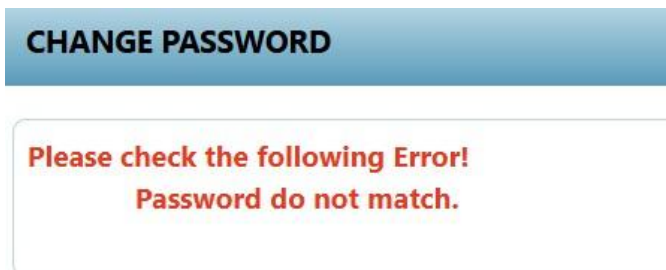 CHANGE PASSWORD
Please check the following Error!
Password do not match.